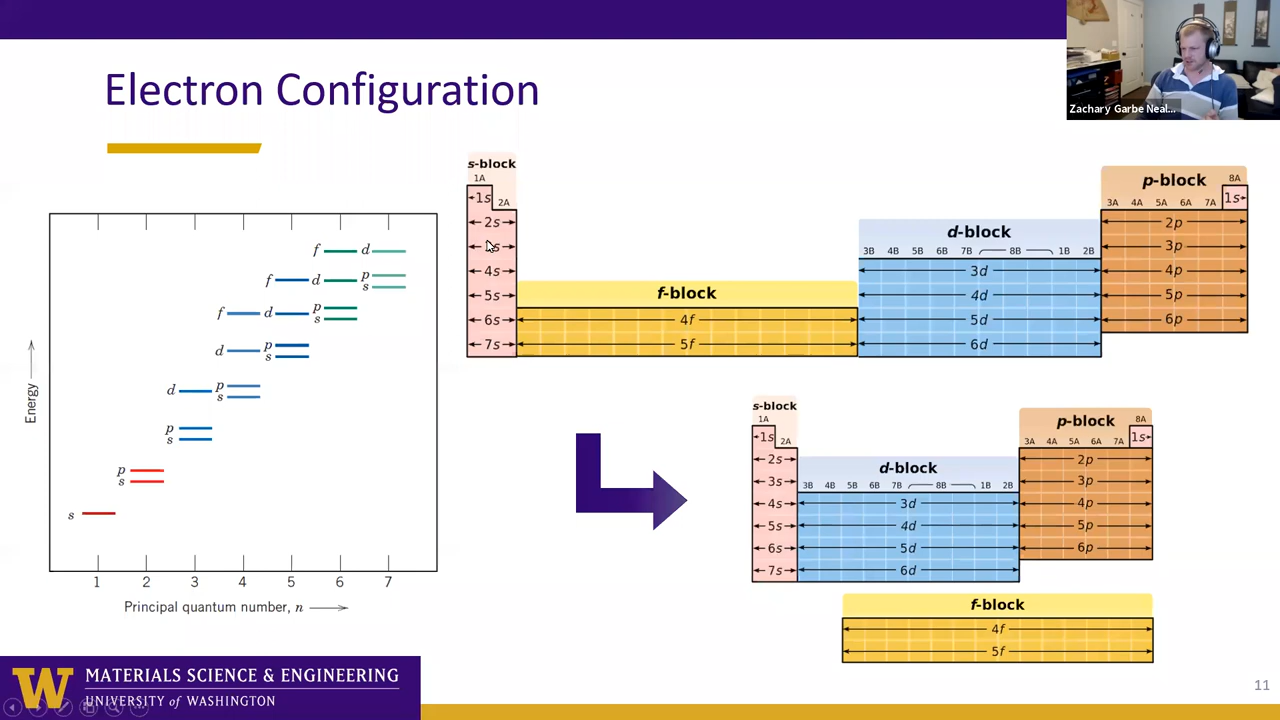 Electron Configuration
Zachary Garbe Neal...
f d
f d p
s
f d p
s
d p
s
d p
s
p
s
p
s
s
Energy
1 2 3 4 5 6 7
Principal quantum number, n
s-block
1A
2A
1s
2s
s
4s
5s
6s
7s
f-block
4f
5f
d-block
3B 4B 5B 6B 7B 8B 1B 2B
3d
4d
5d
6d
p-block
8A
3A 4A 5A 6A 7A
1s
2p
3p
4p
5p
6p
s-block
1A
2A
1s
2s
3s
4s
5s
6s
7s
d-block
3B 4B 5B 6B 7B 8B 1B 2B
3d
4d
5d
6d
p-block
8A
3A 4A 5A 6A 7A
1s
2p
3p
4p
5p
6p
f-block
4f
5f
W
MATERIALS SCIENCE & ENGINEERING
UNIVERSITY of WASHINGTON
11